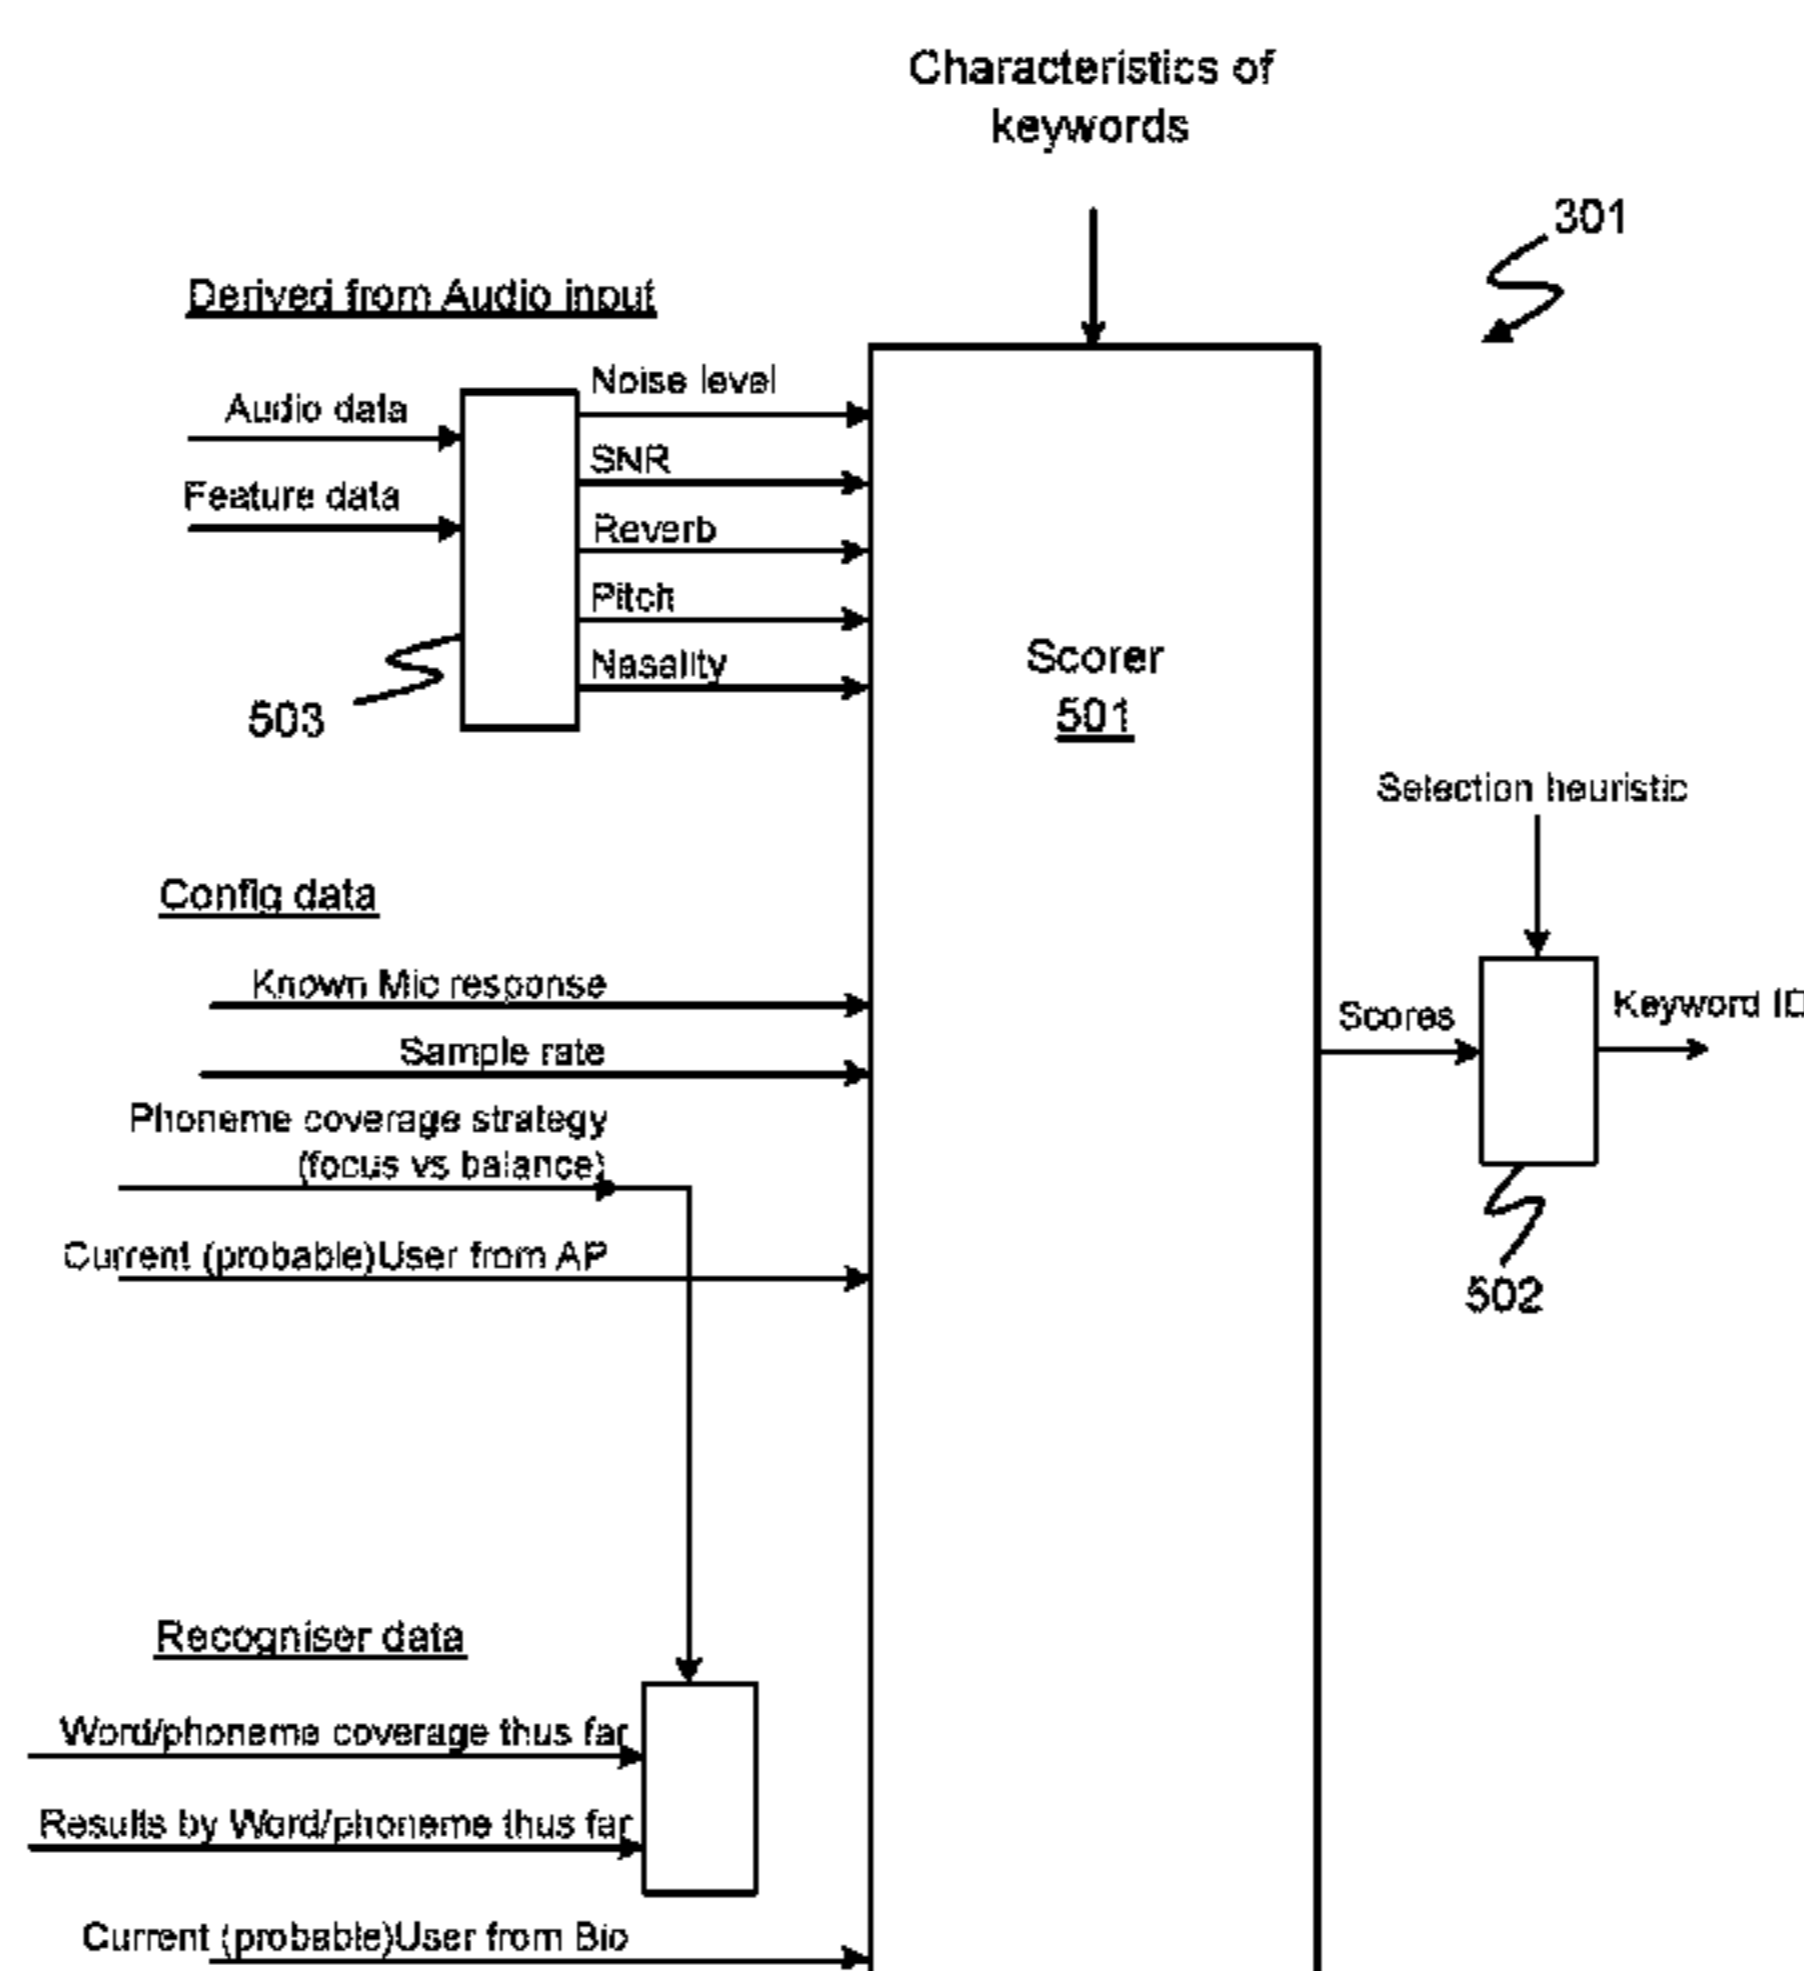 Characteristics of
keywords
301
Derived from Audio input
Audio data
Feature data
503
Noise level
SNR
Reverb
Pitch
Nasality
Scorer
501
Selection heuristic
Scores
Keyword ID
502
Config data
Known Mic response
Sample rate
Phoneme coverage strategy
(focus vs balance)
Current (probable)User from AP
Recogniser data
Word/phoneme coverage thus far
Results by Word/phoneme thus far
Current (probable)User from Bio